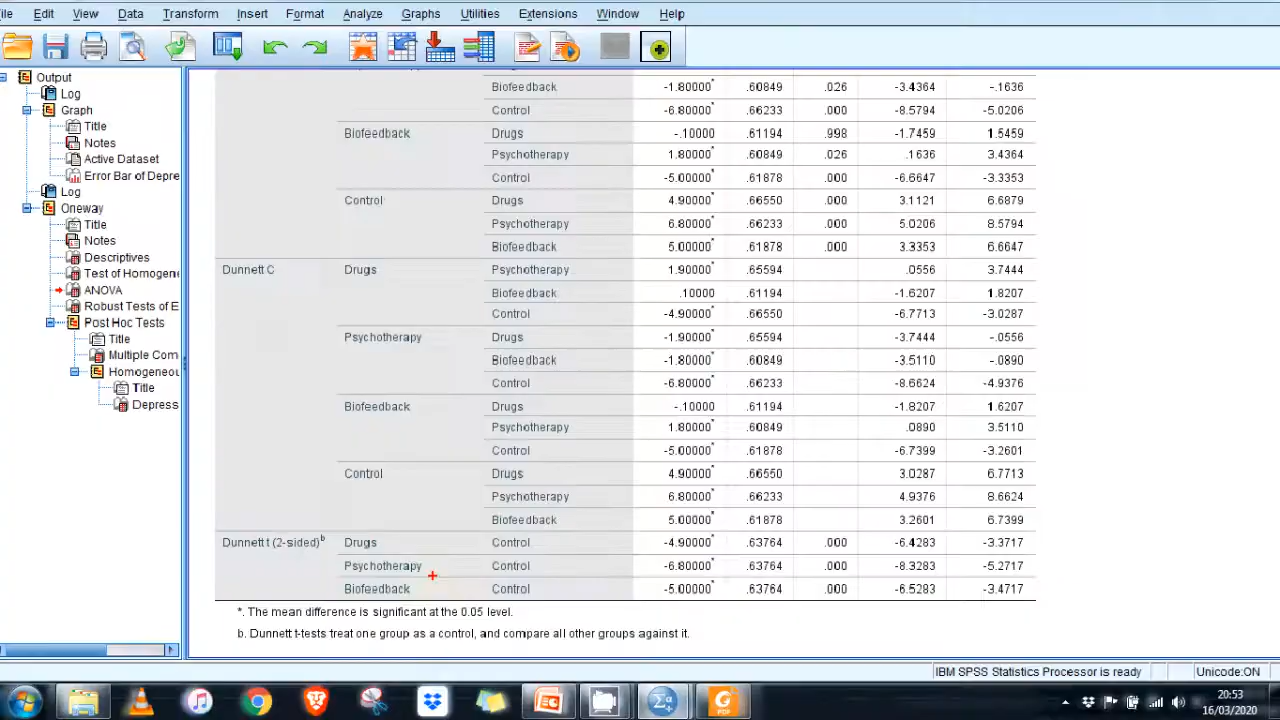 ile Edit View Data Transform Insert Format Analyze Graphs Utilities Extensions Window Help
Output
Log
Graph
Title
Notes
Active Dataset
Error Bar of Depre
Log
Oneway
Title
Notes
Descriptives
Test of Homogen
ANOVA
Robust Tests of E
Post Hoc Tests
Title
Multiple Com
Homogeneou
Title
Depress
Biofeedback -1.80000* .60849 .026 -3.4364 -.1636
Control -6.80000* .66233 .000 -8.5794 -5.0206
Biofeedback Drugs -.10000 .61194 .998 -1.7459 1.5459
Psychotherapy 1.80000* .60849 .026 .1636 3.4364
Control -5.00000* .61878 .000 -6.6647 -3.3353
Control Drugs 4.90000* .66550 .000 3.1121 6.6879
Psychotherapy 6.80000* .66233 .000 5.0206 8.5794
Biofeedback 5.00000* .61878 .000 3.3353 6.6647
Dunnett C Drugs Psychotherapy 1.90000* .65594 .0556 3.7444
Biofeedback .10000 .61194 -1.6207 1.8207
Control -4.90000* .66550 -6.7713 -3.0287
Psychotherapy Drugs -1.90000* .65594 -3.7444 -.0556
Biofeedback -1.80000* .60849 -3.5110 -.0890
Control -6.80000* .66233 -8.6624 -4.9376
Biofeedback Drugs -.10000 .61194 -1.8207 1.6207
Psychotherapy 1.80000* .60849 .0890 3.5110
Control -5.00000* .61878 -6.7399 -3.2601
Control Drugs 4.90000* .66550 3.0287 6.7713
Psychotherapy 6.80000* .66233 4.9376 8.6624
Biofeedback 5.00000* .61878 3.2601 6.7399
Dunnett t (2-sided)b Drugs Control -4.90000* .63764 .000 -6.4283 -3.3717
Psychotherapy Control -6.80000* .63764 .000 -8.3283 -5.2717
Biofeedback Control -5.00000* .63764 .000 -6.5283 -3.4717
*. The mean difference is significant at the 0.05 level.
b. Dunnett t-tests treat one group as a control, and compare all other groups against it.
IBM SPSS Statistics Processor is ready Unicode:ON
20:53
16/03/2020